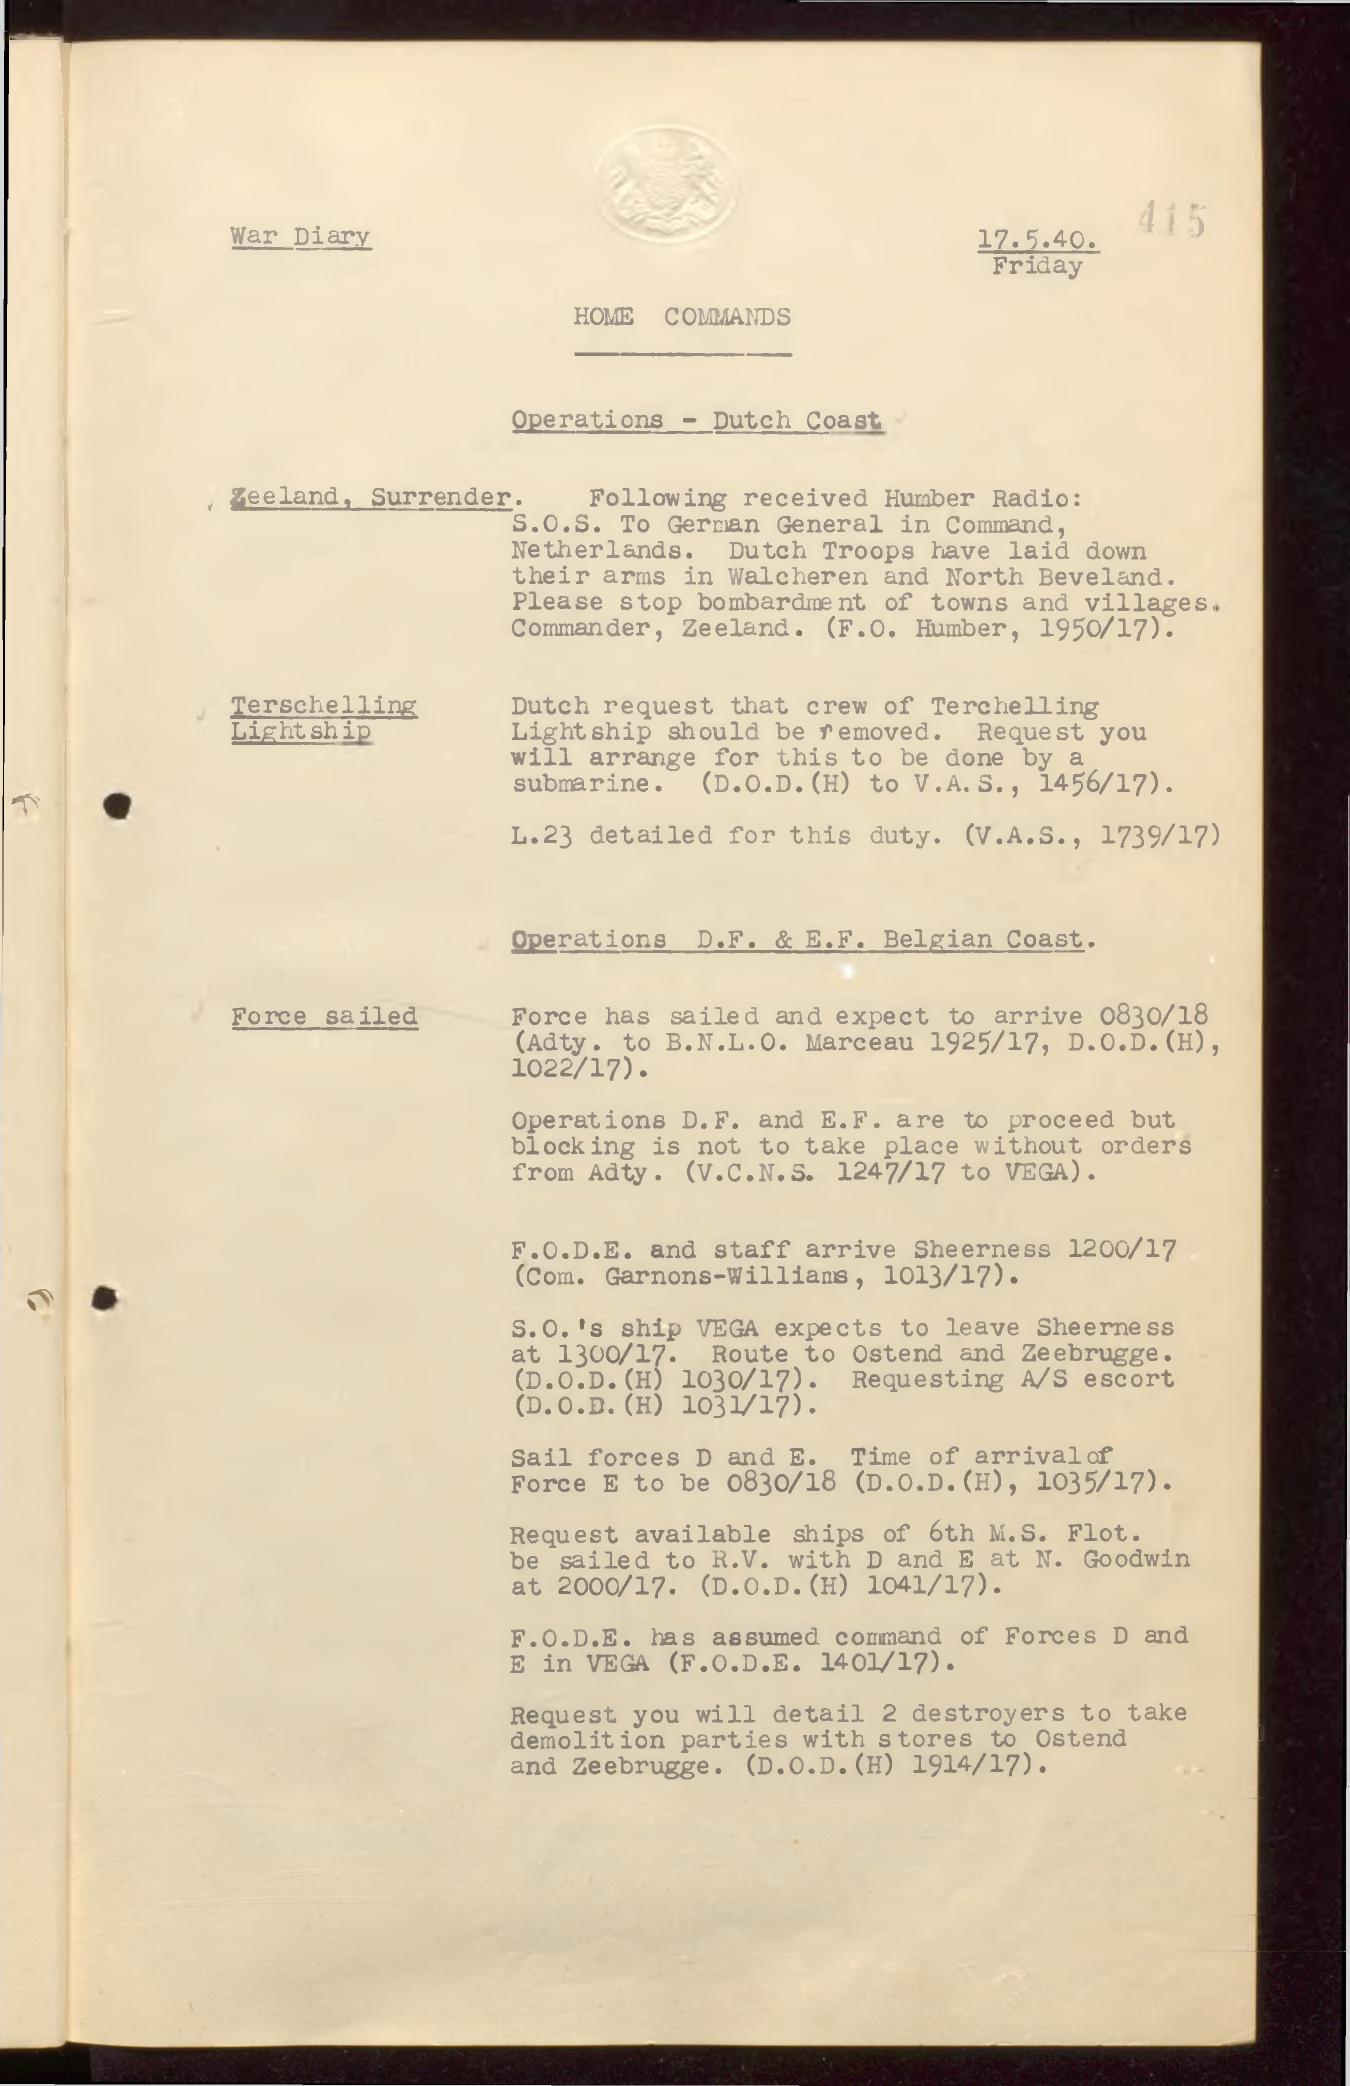 415
War Diary
17.5.40.
Friday
HOME COMMANDS
Operations - Dutch Coast
Zeeland, Surrender. Following received Humber Radio:
S.O.S. To German General in Command,
Netherlands. Dutch Troops have laid down
their arms in Walcheren and North Beveland.
Please stop bombardment of towns and villages.
Commander, Zeeland. (F.O. Humber, 1950/17).
Terschelling
Lightship
Dutch request that crew of Terchelling
Lightship should be removed. Request you
will arrange for this to be done by a
submarine. (D.O.D.(H) to V.A.S., 1456/17).
L.23 detailed for this duty. (V.A.S., 1739/17)
Operations D.F. & E.F. Belgian Coast.
Force sailed
Force has sailed and expect to arrive 0830/18
(Adty. to B.N.L.O. Marceau 1925/17, D.O.D.(H),
1022/17).
Operations D.F. and E.F. are to proceed but
blocking is not to take place without orders
from Adty. (V.C.N.S. 1247/17 to VEGA).
F.O.D.E. and staff arrive Sheerness 1200/17
(Com. Garnons-Williams, 1013/17).
S.O.'s ship VEGA expects to leave Sheerness
at 1300/17. Route to Ostend and Zeebrugge.
(D.O.D.(H) 1030/17). Requesting A/S escort
(D.O.D.(H) 1031/17).
Sail forces D and E. Time of arrival of
Force E to be 0830/18 (D.O.D.(H), 1035/17).
Request available ships of 6th M.S. Flot.
be sailed to R.V. with D and E at N. Goodwin
at 2000/17. (D.O.D.(H) 1041/17).
F.O.D.E. has assumed command of Forces D and
E in VEGA (F.O.D.E. 1401/17).
Request you will detail 2 destroyers to take
demolition parties with stores to Ostend
and Zeebrugge. (D.O.D.(H) 1914/17).